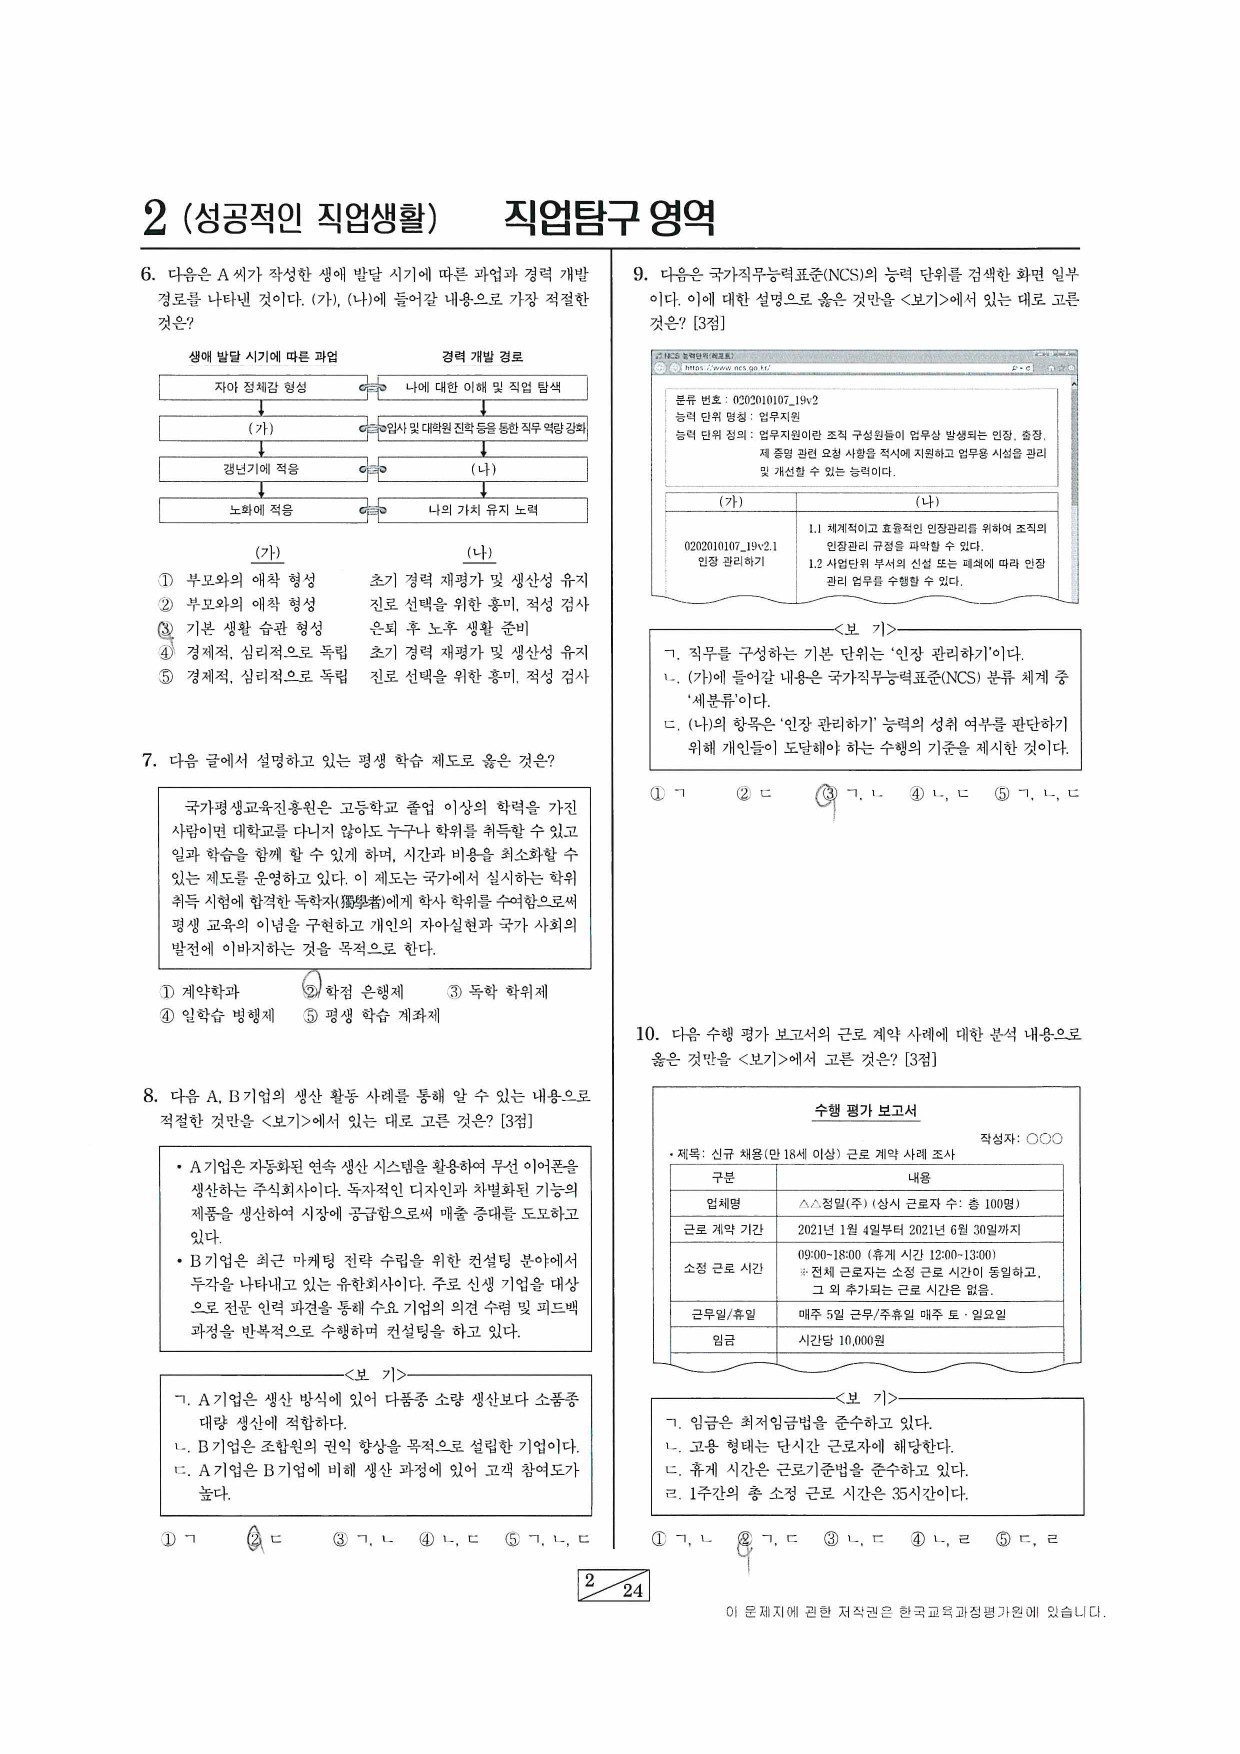 2 (성공적인 직업생활) 직업탐구 영역
6. 다음은 A 씨가 작성한 생애 발달 시기에 따른 과업과 경력 개발
경로를 나타낸 것이다. (가), (나)에 들어갈 내용으로 가장 적절한
것은?
생애 발달 시기에 따른 과업 경력 개발 경로
자아 정체감 형성 나에 대한 이해 및 직업 탐색
(가) 입사 및 대학원 진학 등을 통한 직무 역량 강화
갱년기에 적응 (나)
노화에 적응 나의 가치 유지 노력
(가) (나)
① 부모와의 애착 형성 초기 경력 재평가 및 생산성 유지
② 부모와의 애착 형성 진로 선택을 위한 흥미, 적성 검사
③ 기본 생활 습관 형성 은퇴 후 노후 생활 준비
④ 경제적, 심리적으로 독립 초기 경력 재평가 및 생산성 유지
⑤ 경제적, 심리적으로 독립 진로 선택을 위한 흥미, 적성 검사
7. 다음 글에서 설명하고 있는 평생 학습 제도로 옳은 것은?
국가평생교육진흥원은 고등학교 졸업 이상의 학력을 가진
사람이면 대학교를 다니지 않아도 누구나 학위를 취득할 수 있고
일과 학습을 함께 할 수 있게 하며, 시간과 비용을 최소화할 수
있는 제도를 운영하고 있다. 이 제도는 국가에서 실시하는 학위
취득 시험에 합격한 독학자(獨學者)에게 학사 학위를 수여함으로써
평생 교육의 이념을 구현하고 개인의 자아실현과 국가 사회의
발전에 이바지하는 것을 목적으로 한다.
① 계약학과 ② 학점 은행제 ③ 독학 학위제
④ 일학습 병행제 ⑤ 평생 학습 계좌제
8. 다음 A, B기업의 생산 활동 사례를 통해 알 수 있는 내용으로
적절한 것만을 <보기>에서 있는 대로 고른 것은? [3점]
• A기업은 자동화된 연속 생산 시스템을 활용하여 무선 이어폰을
생산하는 주식회사이다. 독자적인 디자인과 차별화된 기능의
제품을 생산하여 시장에 공급함으로써 매출 증대를 도모하고
있다.
• B기업은 최근 마케팅 전략 수립을 위한 컨설팅 분야에서
두각을 나타내고 있는 유한회사이다. 주로 신생 기업을 대상
으로 전문 인력 파견을 통해 수요 기업의 의견 수렴 및 피드백
과정을 반복적으로 수행하며 컨설팅을 하고 있다.
<보 기>
ㄱ. A기업은 생산 방식에 있어 다품종 소량 생산보다 소품종
대량 생산에 적합하다.
ㄴ. B기업은 조합원의 권익 향상을 목적으로 설립한 기업이다.
ㄷ. A기업은 B기업에 비해 생산 과정에 있어 고객 참여도가
높다.
① ㄱ ② ㄷ ③ ㄱ, ㄴ ④ ㄴ, ㄷ ⑤ ㄱ, ㄴ, ㄷ
9. 다음은 국가직무능력표준(NCS)의 능력 단위를 검색한 화면 일부
이다. 이에 대한 설명으로 옳은 것만을 <보기>에서 있는 대로 고른
것은? [3점]
NCS 능력단위(레포트)
https://www.ncs.go.kr/
분류 번호 : 0202010107_19v2
능력 단위 명칭 : 업무지원
능력 단위 정의 : 업무지원이란 조직 구성원들이 업무상 발생되는 인장, 출장,
제 증명 관련 요청 사항을 적시에 지원하고 업무용 시설을 관리
및 개선할 수 있는 능력이다.
(가) (나)
0202010107_19v2.1
인장 관리하기
1.1 체계적이고 효율적인 인장관리를 위하여 조직의
인장관리 규정을 파악할 수 있다.
1.2 사업단위 부서의 신설 또는 폐쇄에 따라 인장
관리 업무를 수행할 수 있다.
<보 기>
ㄱ. 직무를 구성하는 기본 단위는 '인장 관리하기'이다.
ㄴ. (가)에 들어갈 내용은 국가직무능력표준(NCS) 분류 체계 중
'세분류'이다.
ㄷ. (나)의 항목은 '인장 관리하기' 능력의 성취 여부를 판단하기
위해 개인들이 도달해야 하는 수행의 기준을 제시한 것이다.
① ㄱ ② ㄷ ③ ㄱ, ㄴ ④ ㄴ, ㄷ ⑤ ㄱ, ㄴ, ㄷ
10. 다음 수행 평가 보고서의 근로 계약 사례에 대한 분석 내용으로
옳은 것만을 <보기>에서 고른 것은? [3점]
수행 평가 보고서
작성자: ○○○
• 제목: 신규 채용(만 18세 이상) 근로 계약 사례 조사
구분 내용
업체명 △△정밀(주) (상시 근로자 수: 총 100명)
근로 계약 기간 2021년 1월 4일부터 2021년 6월 30일까지
소정 근로 시간 09:00~18:00 (휴게 시간 12:00~13:00)
※ 전체 근로자는 소정 근로 시간이 동일하고,
그 외 추가되는 근로 시간은 없음.
근무일/휴일 매주 5일 근무/주휴일 매주 토·일요일
임금 시간당 10,000원
<보 기>
ㄱ. 임금은 최저임금법을 준수하고 있다.
ㄴ. 고용 형태는 단시간 근로자에 해당한다.
ㄷ. 휴게 시간은 근로기준법을 준수하고 있다.
ㄹ. 1주간의 총 소정 근로 시간은 35시간이다.
① ㄱ, ㄴ ② ㄱ, ㄷ ③ ㄴ, ㄷ ④ ㄴ, ㄹ ⑤ ㄷ, ㄹ
2 24
이 문제지에 관한 저작권은 한국교육과정평가원에 있습니다.